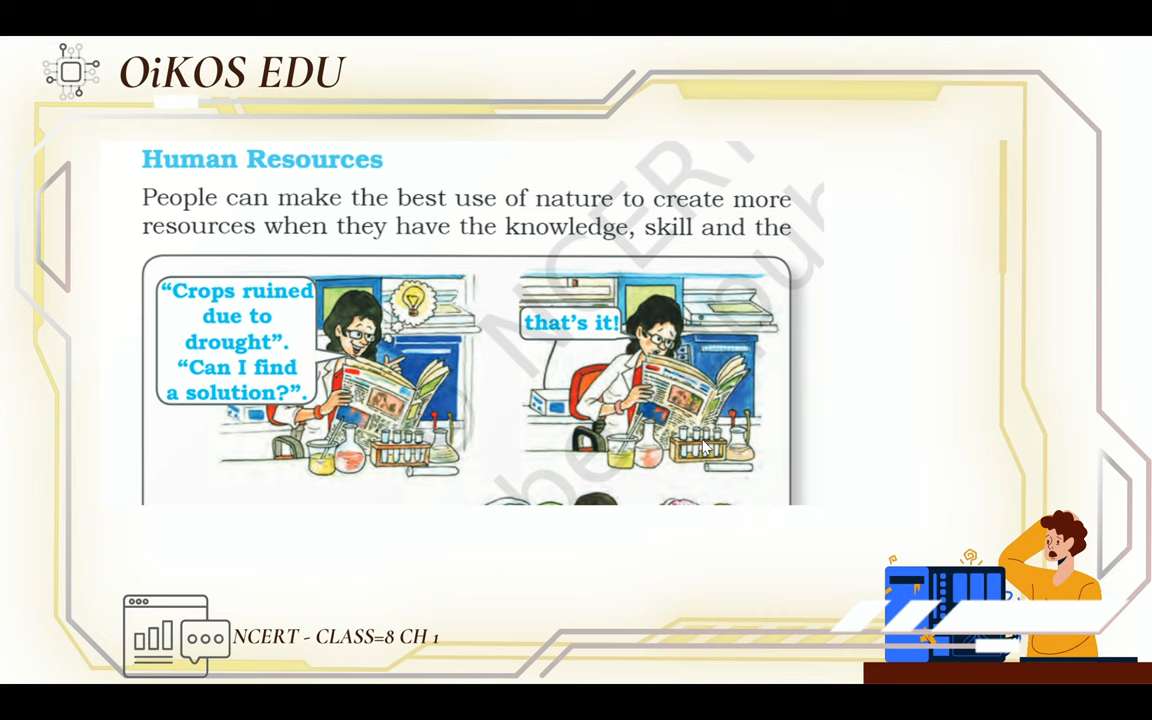 OiKOS EDU
Human Resources
People can make the best use of nature to create more
resources when they have the knowledge, skill and the
“Crops ruined
due to
drought”.
“Can I find
a solution?”.
that’s it!
NCERT - CLASS=8 CH 1